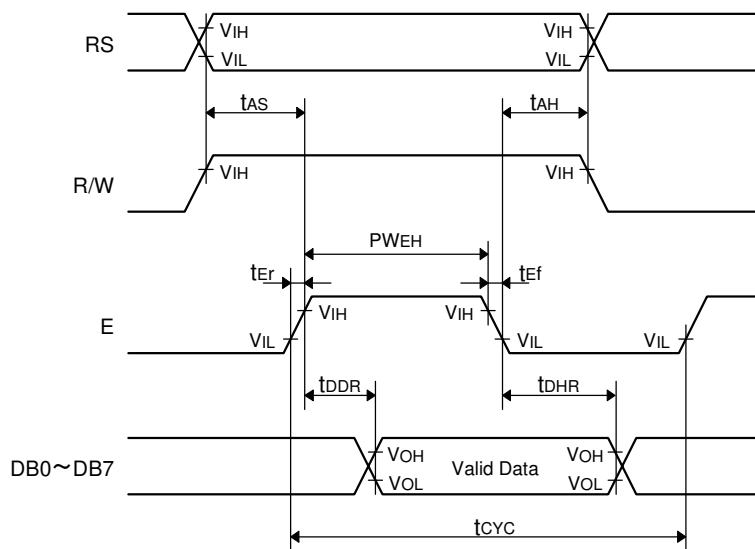 RS
VIH
VIH
VIL
VIL
tAS
tAH
R/W
VIH
VIH
PWEH
tEr
tEf
E
VIH
VIH
VIL
VIL
VIL
tDDR
tDHR
DB0～DB7
VOH
Valid Data
VOH
VOL
VOL
tCYC